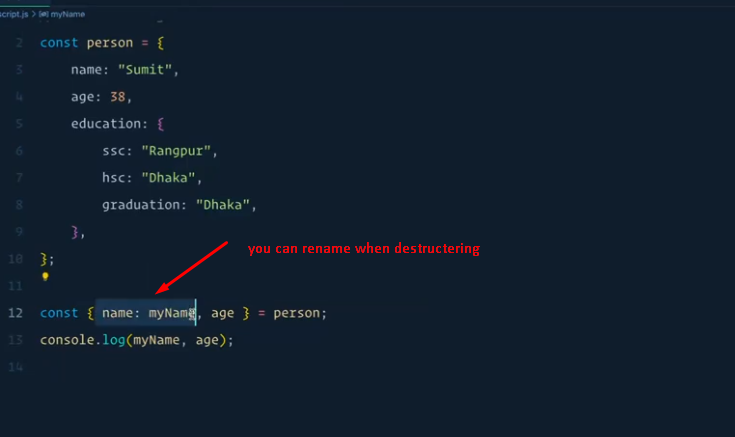 script.js > myName
2 const person = {
3 name: "Sumit",
4 age: 38,
5 education: {
6 ssc: "Rangpur",
7 hsc: "Dhaka",
8 graduation: "Dhaka",
9 },
you can rename when destructering
10 };
11
12 const { name: myName, age } = person;
13 console.log(myName, age);
14